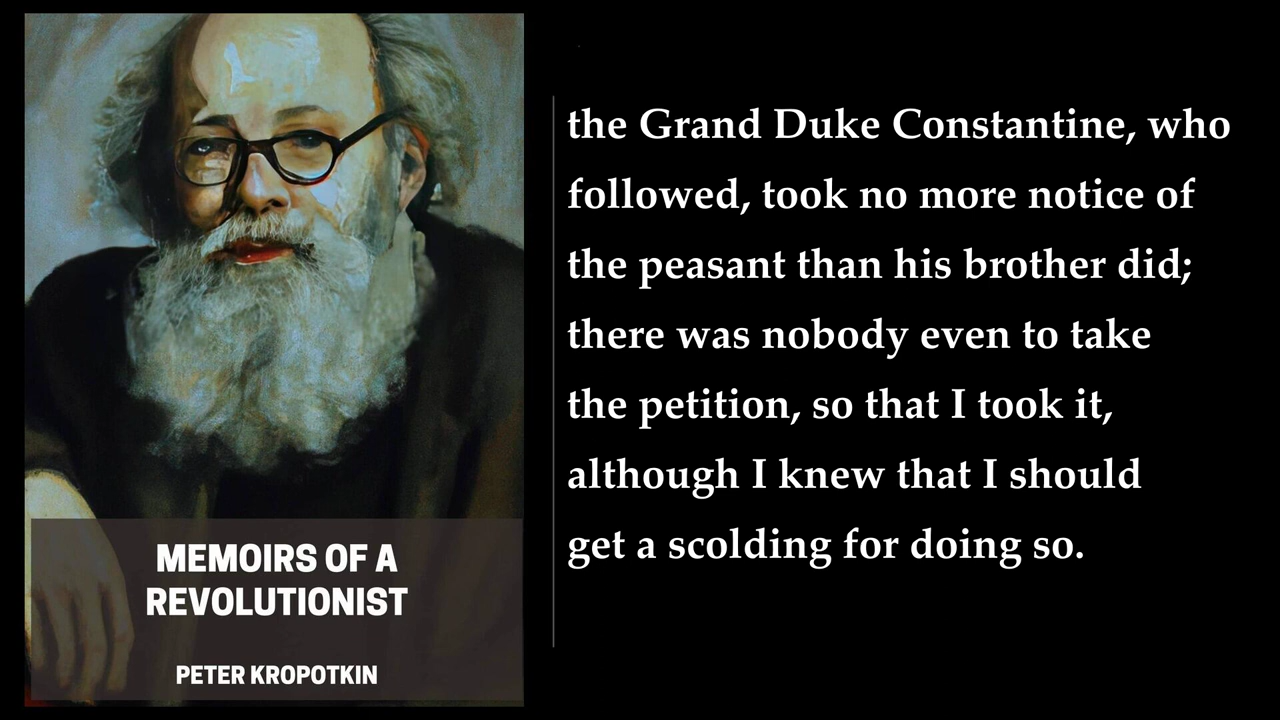 MEMOIRS OF A
REVOLUTIONIST
PETER KROPOTKIN
the Grand Duke Constantine, who
followed, took no more notice of
the peasant than his brother did;
there was nobody even to take
the petition, so that I took it,
although I knew that I should
get a scolding for doing so.